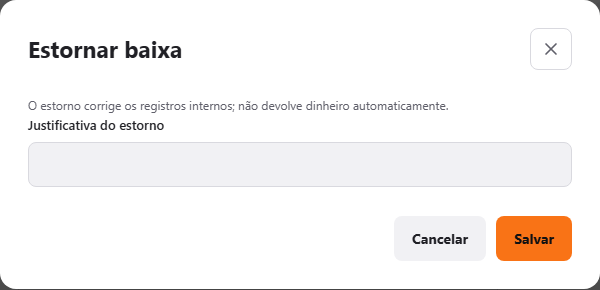 Estornar baixa
O estorno corrige os registros internos; não devolve dinheiro automaticamente.
Justificativa do estorno
Cancelar
Salvar